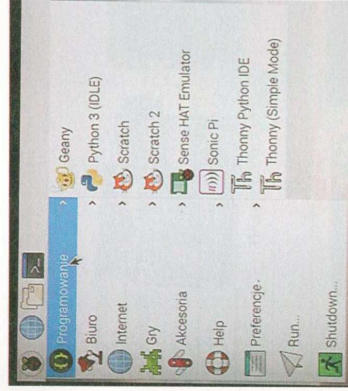 Programowanie
Biuro
Internet
Gry
Akcesoria
Help
Preferencje
Run...
Shutdown...
Geany
Python 3 (IDLE)
Scratch
Scratch 2
Sense HAT Emulator
Sonic Pi
Thonny Python IDE
Thonny (Simple Mode)